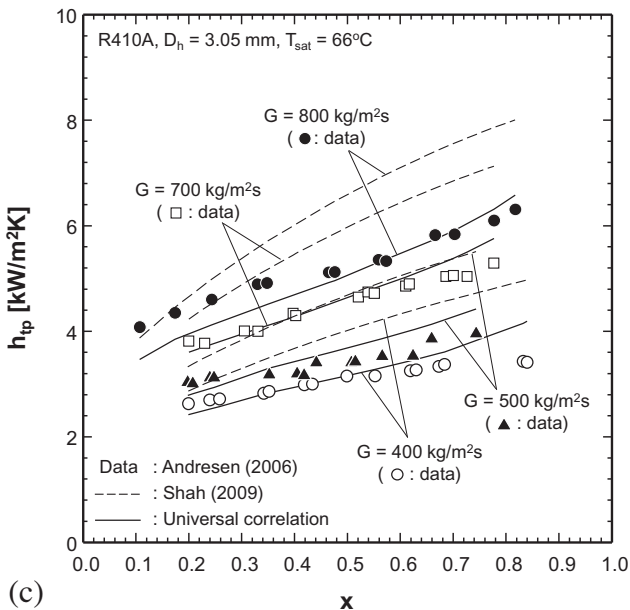 10
R410A, D_h = 3.05 mm, T_sat = 66°C
G = 800 kg/m²s
( ●: data)
8
G = 700 kg/m²s
( □: data)
h_tp [kW/m²K]
6
4
G = 500 kg/m²s
( ▲: data)
G = 400 kg/m²s
( ○: data)
2
Data : Andresen (2006)
: Shah (2009)
: Universal correlation
0
0.0 0.1 0.2 0.3 0.4 0.5 0.6 0.7 0.8 0.9 1.0
(c)
x